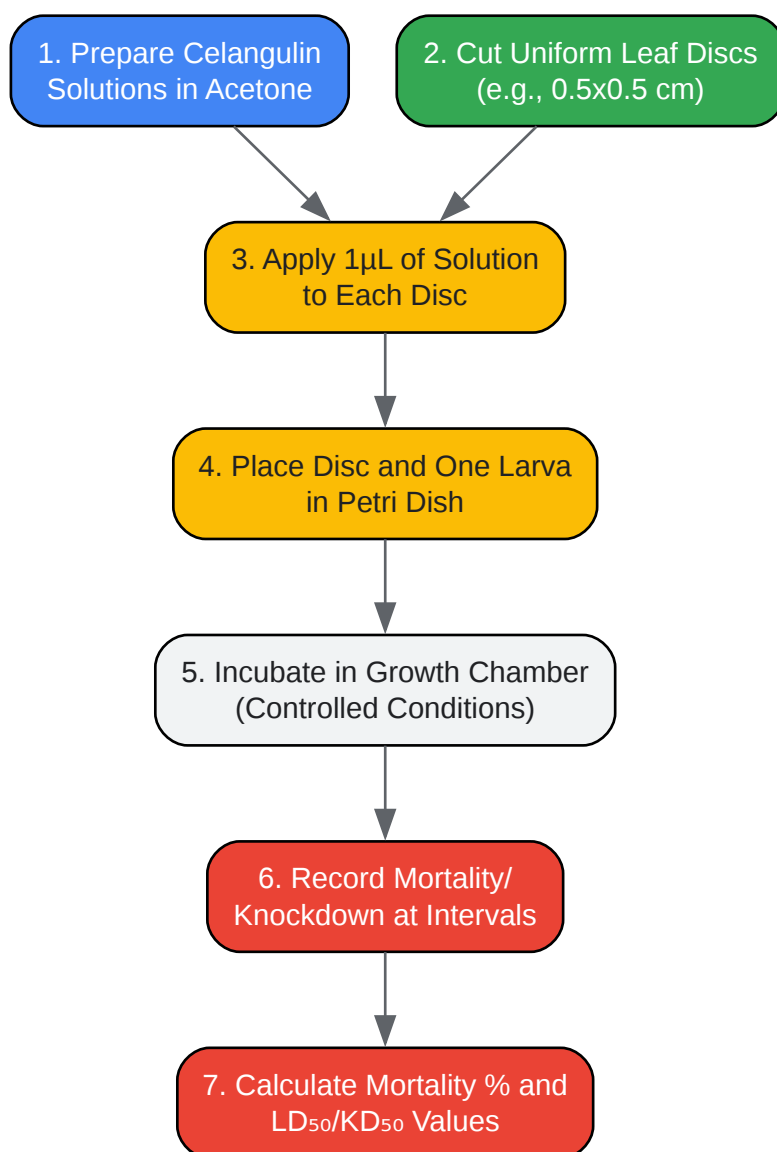 1. Prepare Celangulin
Solutions in Acetone
2. Cut Uniform Leaf Discs
(e.g., 0.5x0.5 cm)
3. Apply 1µL of Solution
to Each Disc
4. Place Disc and One Larva
in Petri Dish
5. Incubate in Growth Chamber
(Controlled Conditions)
6. Record Mortality/
Knockdown at Intervals
7. Calculate Mortality % and
LD₅₀/KD₅₀ Values